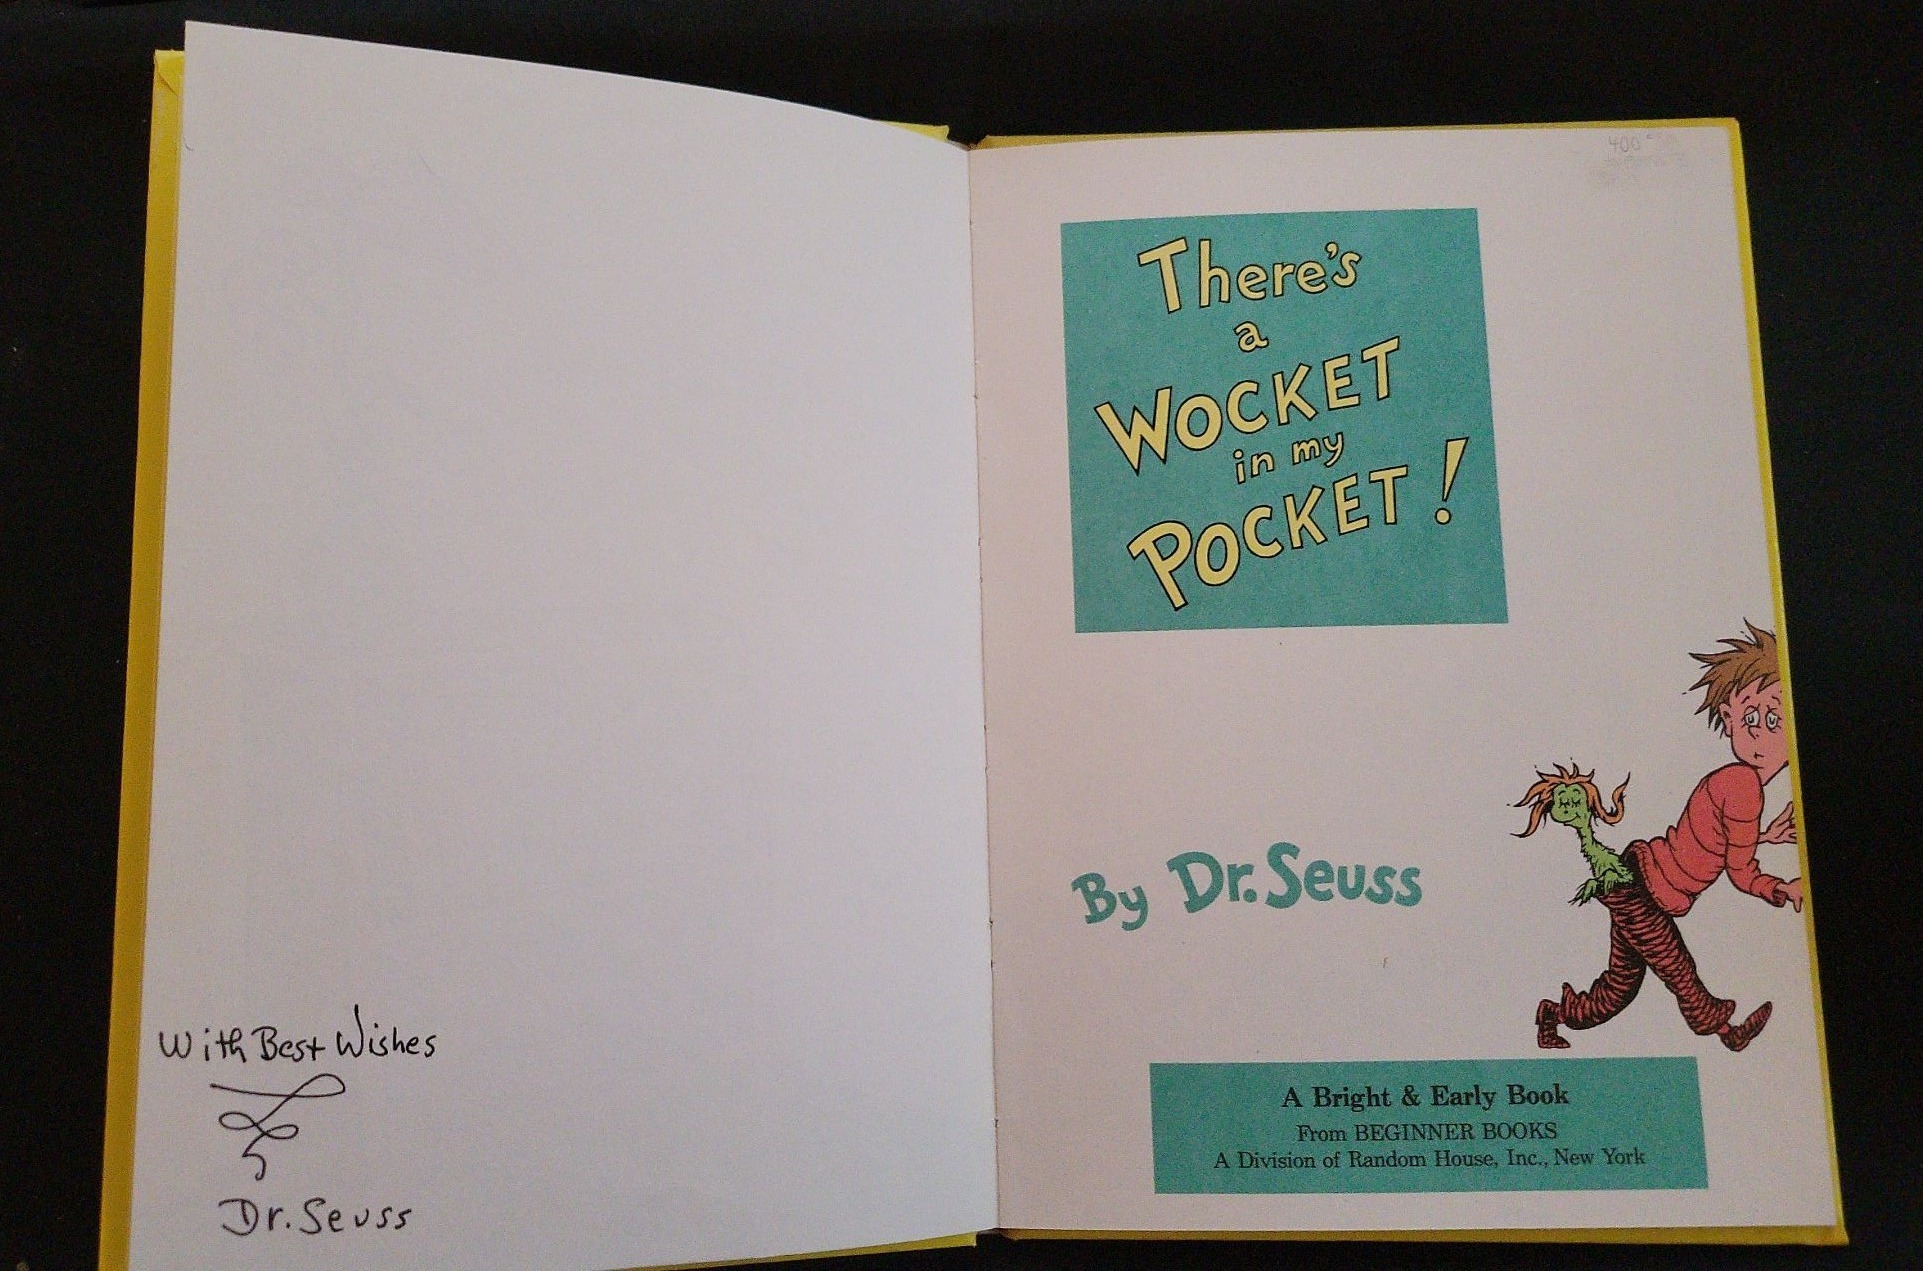 With Best Wishes
Dr. Seuss
400
There's
a
WOCKET
in my
POCKET!
By Dr. Seuss
A Bright & Early Book
From BEGINNER BOOKS
A Division of Random House, Inc., New York